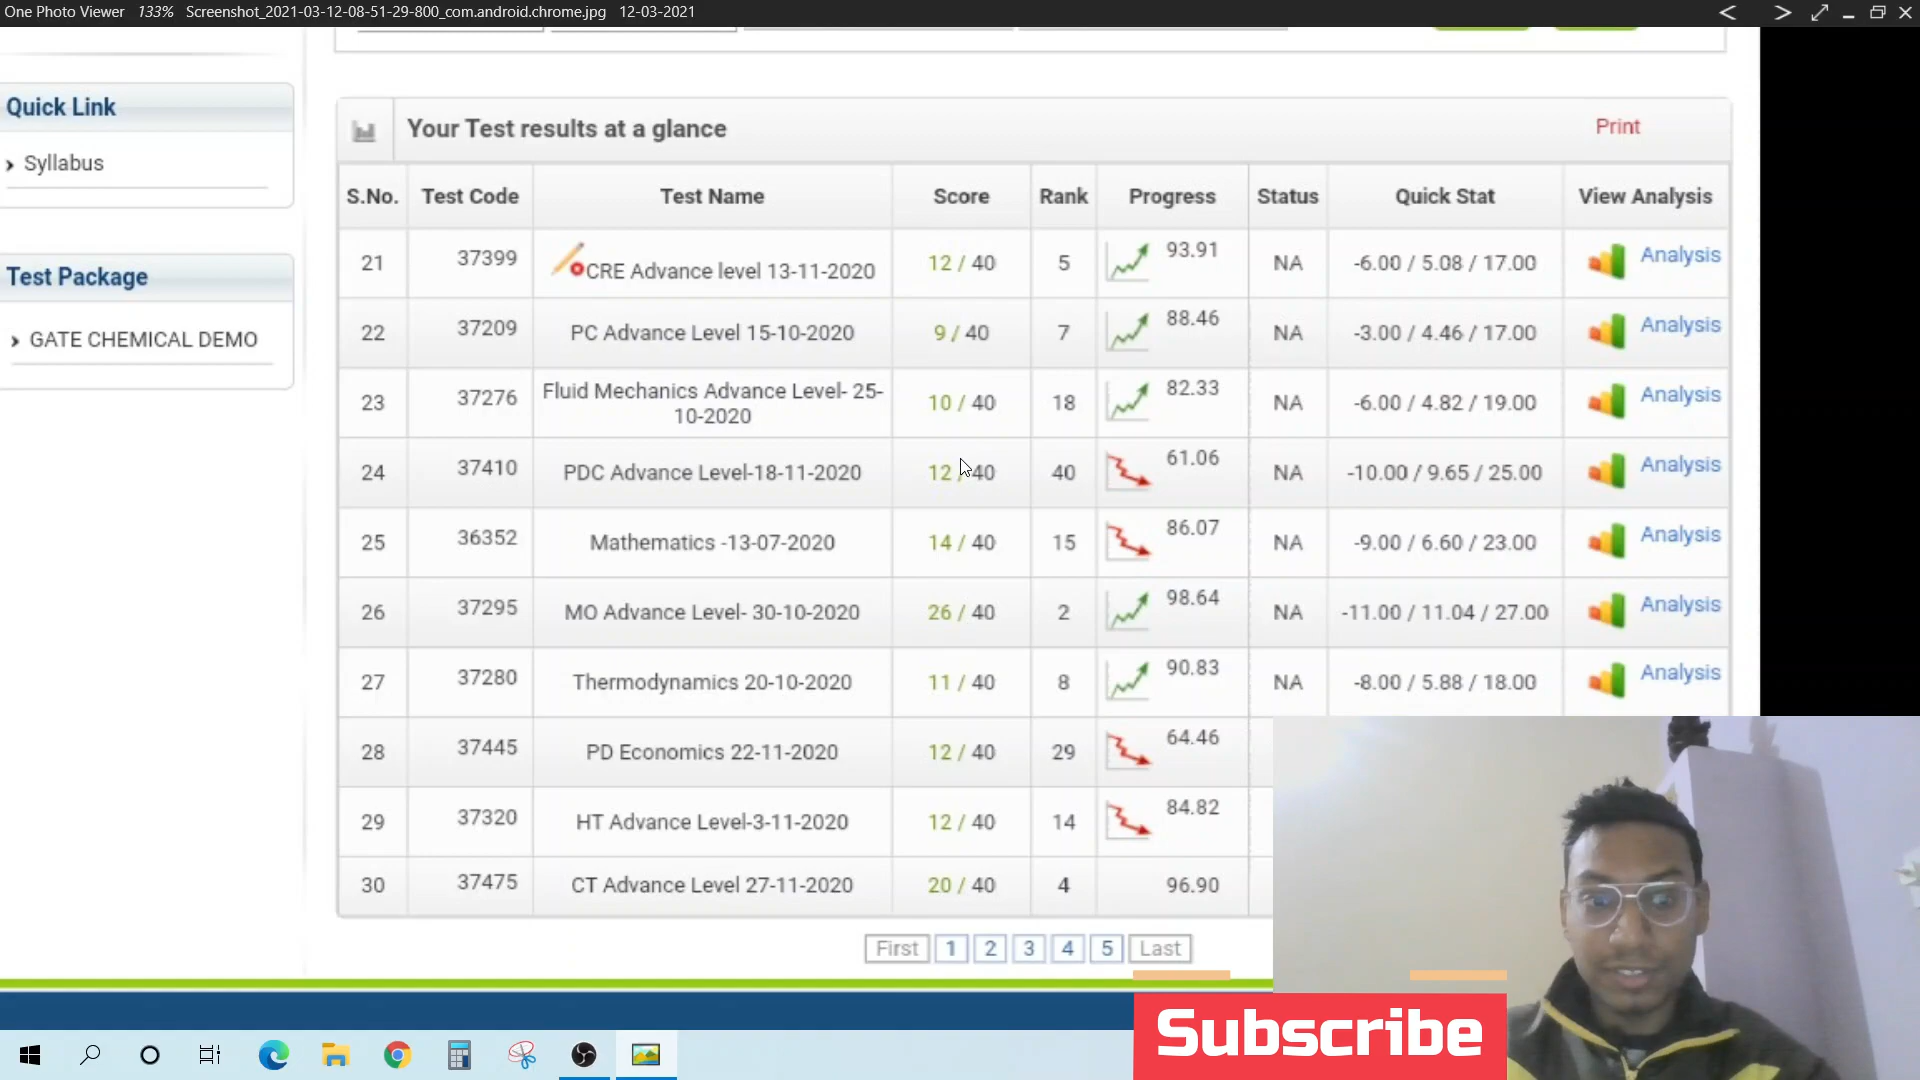 One Photo Viewer 133% Screenshot_2021-03-12-08-51-29-800_com.android.chrome.jpg 12-03-2021
Quick Link
Syllabus
Test Package
GATE CHEMICAL DEMO
Your Test results at a glance Print
S.No. Test Code Test Name Score Rank Progress Status Quick Stat View Analysis
21 37399 CRE Advance level 13-11-2020 12 / 40 5 93.91 NA -6.00 / 5.08 / 17.00 Analysis
22 37209 PC Advance Level 15-10-2020 9 / 40 7 88.46 NA -3.00 / 4.46 / 17.00 Analysis
23 37276 Fluid Mechanics Advance Level- 25-
10-2020 10 / 40 18 82.33 NA -6.00 / 4.82 / 19.00 Analysis
24 37410 PDC Advance Level-18-11-2020 12 / 40 40 61.06 NA -10.00 / 9.65 / 25.00 Analysis
25 36352 Mathematics -13-07-2020 14 / 40 15 86.07 NA -9.00 / 6.60 / 23.00 Analysis
26 37295 MO Advance Level- 30-10-2020 26 / 40 2 98.64 NA -11.00 / 11.04 / 27.00 Analysis
27 37280 Thermodynamics 20-10-2020 11 / 40 8 90.83 NA -8.00 / 5.88 / 18.00 Analysis
28 37445 PD Economics 22-11-2020 12 / 40 29 64.46
29 37320 HT Advance Level-3-11-2020 12 / 40 14 84.82
30 37475 CT Advance Level 27-11-2020 20 / 40 4 96.90
First 1 2 3 4 5 Last
Subscribe